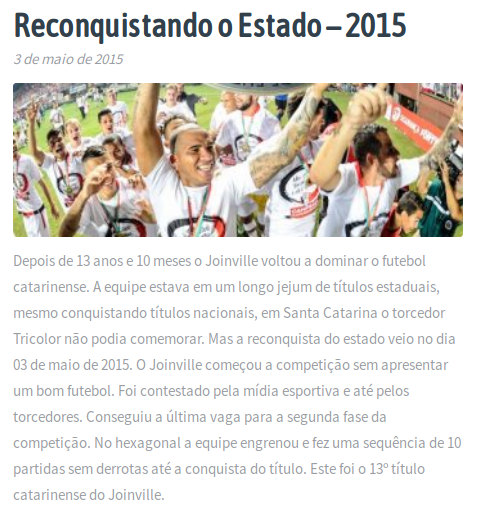 Reconquistando o Estado – 2015
3 de maio de 2015
Depois de 13 anos e 10 meses o Joinville voltou a dominar o futebol
catarinense. A equipe estava em um longo jejum de títulos estaduais,
mesmo conquistando títulos nacionais, em Santa Catarina o torcedor
Tricolor não podia comemorar. Mas a reconquista do estado veio no dia
03 de maio de 2015. O Joinville começou a competição sem apresentar
um bom futebol. Foi contestado pela mídia esportiva e até pelos
torcedores. Conseguiu a última vaga para a segunda fase da
competição. No hexagonal a equipe engrenou e fez uma sequência de 10
partidas sem derrotas até a conquista do título. Este foi o 13º título
catarinense do Joinville.